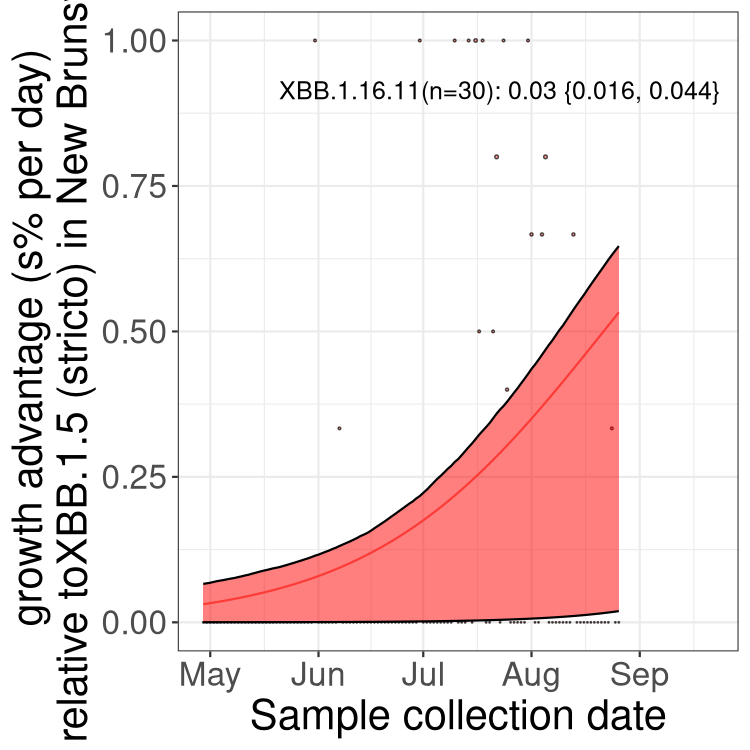 growth advantage (s% per day)
relative toXBB.1.5 (stricto) in New
1.00
0.75
0.50
0.25
0.00
XBB.1.16.11(n=30): 0.03 {0.016, 0.044}
May Jun Jul Aug Sep
Sample collection date